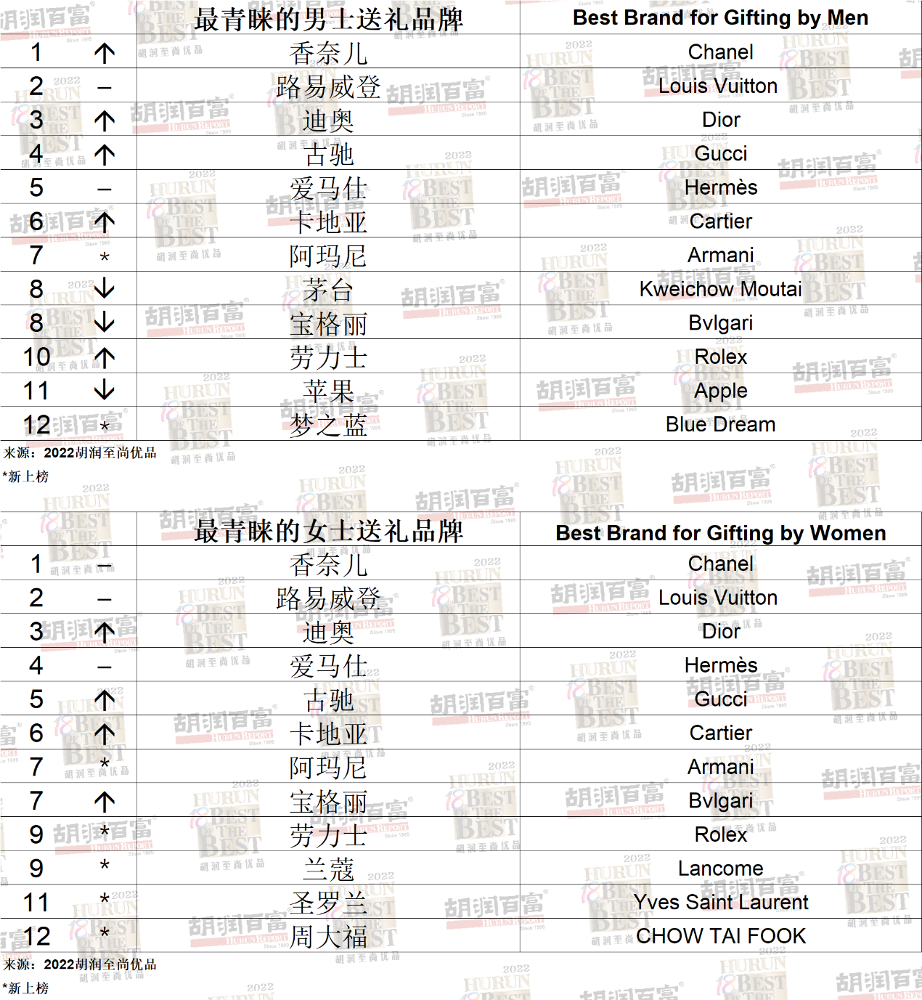 最青睐的男士送礼品牌 Best Brand for Gifting by Men
1 ↑ 香奈儿 Chanel
2 – 路易威登 Louis Vuitton
3 ↑ 迪奥 Dior
4 ↑ 古驰 Gucci
5 – 爱马仕 Hermès
6 ↑ 卡地亚 Cartier
7 * 阿玛尼 Armani
8 ↓ 茅台 Kweichow Moutai
8 ↓ 宝格丽 Bvlgari
10 ↑ 劳力士 Rolex
11 ↓ 苹果 Apple
12 * 梦之蓝 Blue Dream
来源：2022胡润至尚优品
*新上榜
最青睐的女士送礼品牌 Best Brand for Gifting by Women
1 – 香奈儿 Chanel
2 – 路易威登 Louis Vuitton
3 ↑ 迪奥 Dior
4 – 爱马仕 Hermès
5 ↑ 古驰 Gucci
6 ↑ 卡地亚 Cartier
7 * 阿玛尼 Armani
7 ↑ 宝格丽 Bvlgari
9 * 劳力士 Rolex
9 * 兰蔻 Lancome
11 * 圣罗兰 Yves Saint Laurent
12 * 周大福 CHOW TAI FOOK
来源：2022胡润至尚优品
*新上榜